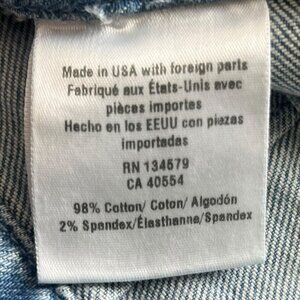 Made in USA with foreign parts
Fabriqué aux États-Unis avec
pièces importes
Hecho en los EEUU con piezas
importadas
RN 134579
CA 40554
98% Cotton/ Coton/ Algodón
2% Spandex/Élasthanne/Spandex